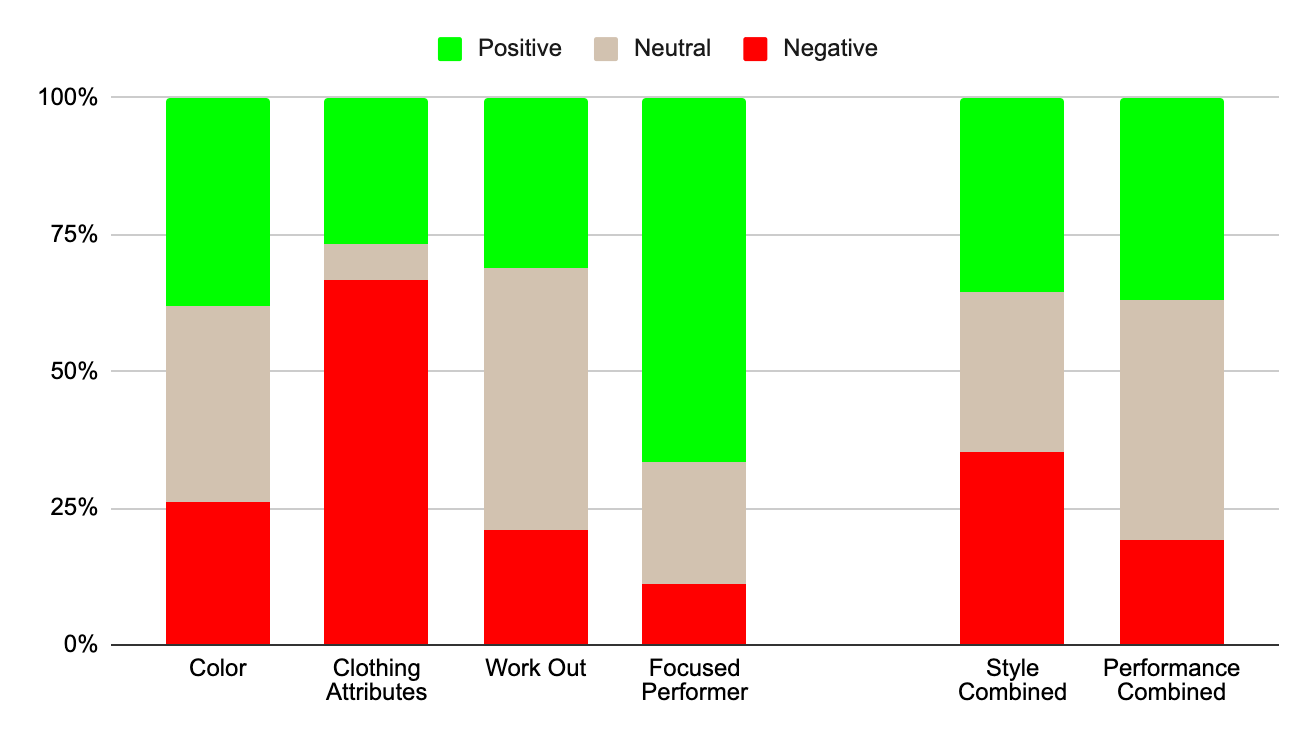 Positive Neutral Negative
100%
75%
50%
25%
0%
Color
Clothing
Attributes
Work Out
Focused
Performer
Style
Combined
Performance
Combined